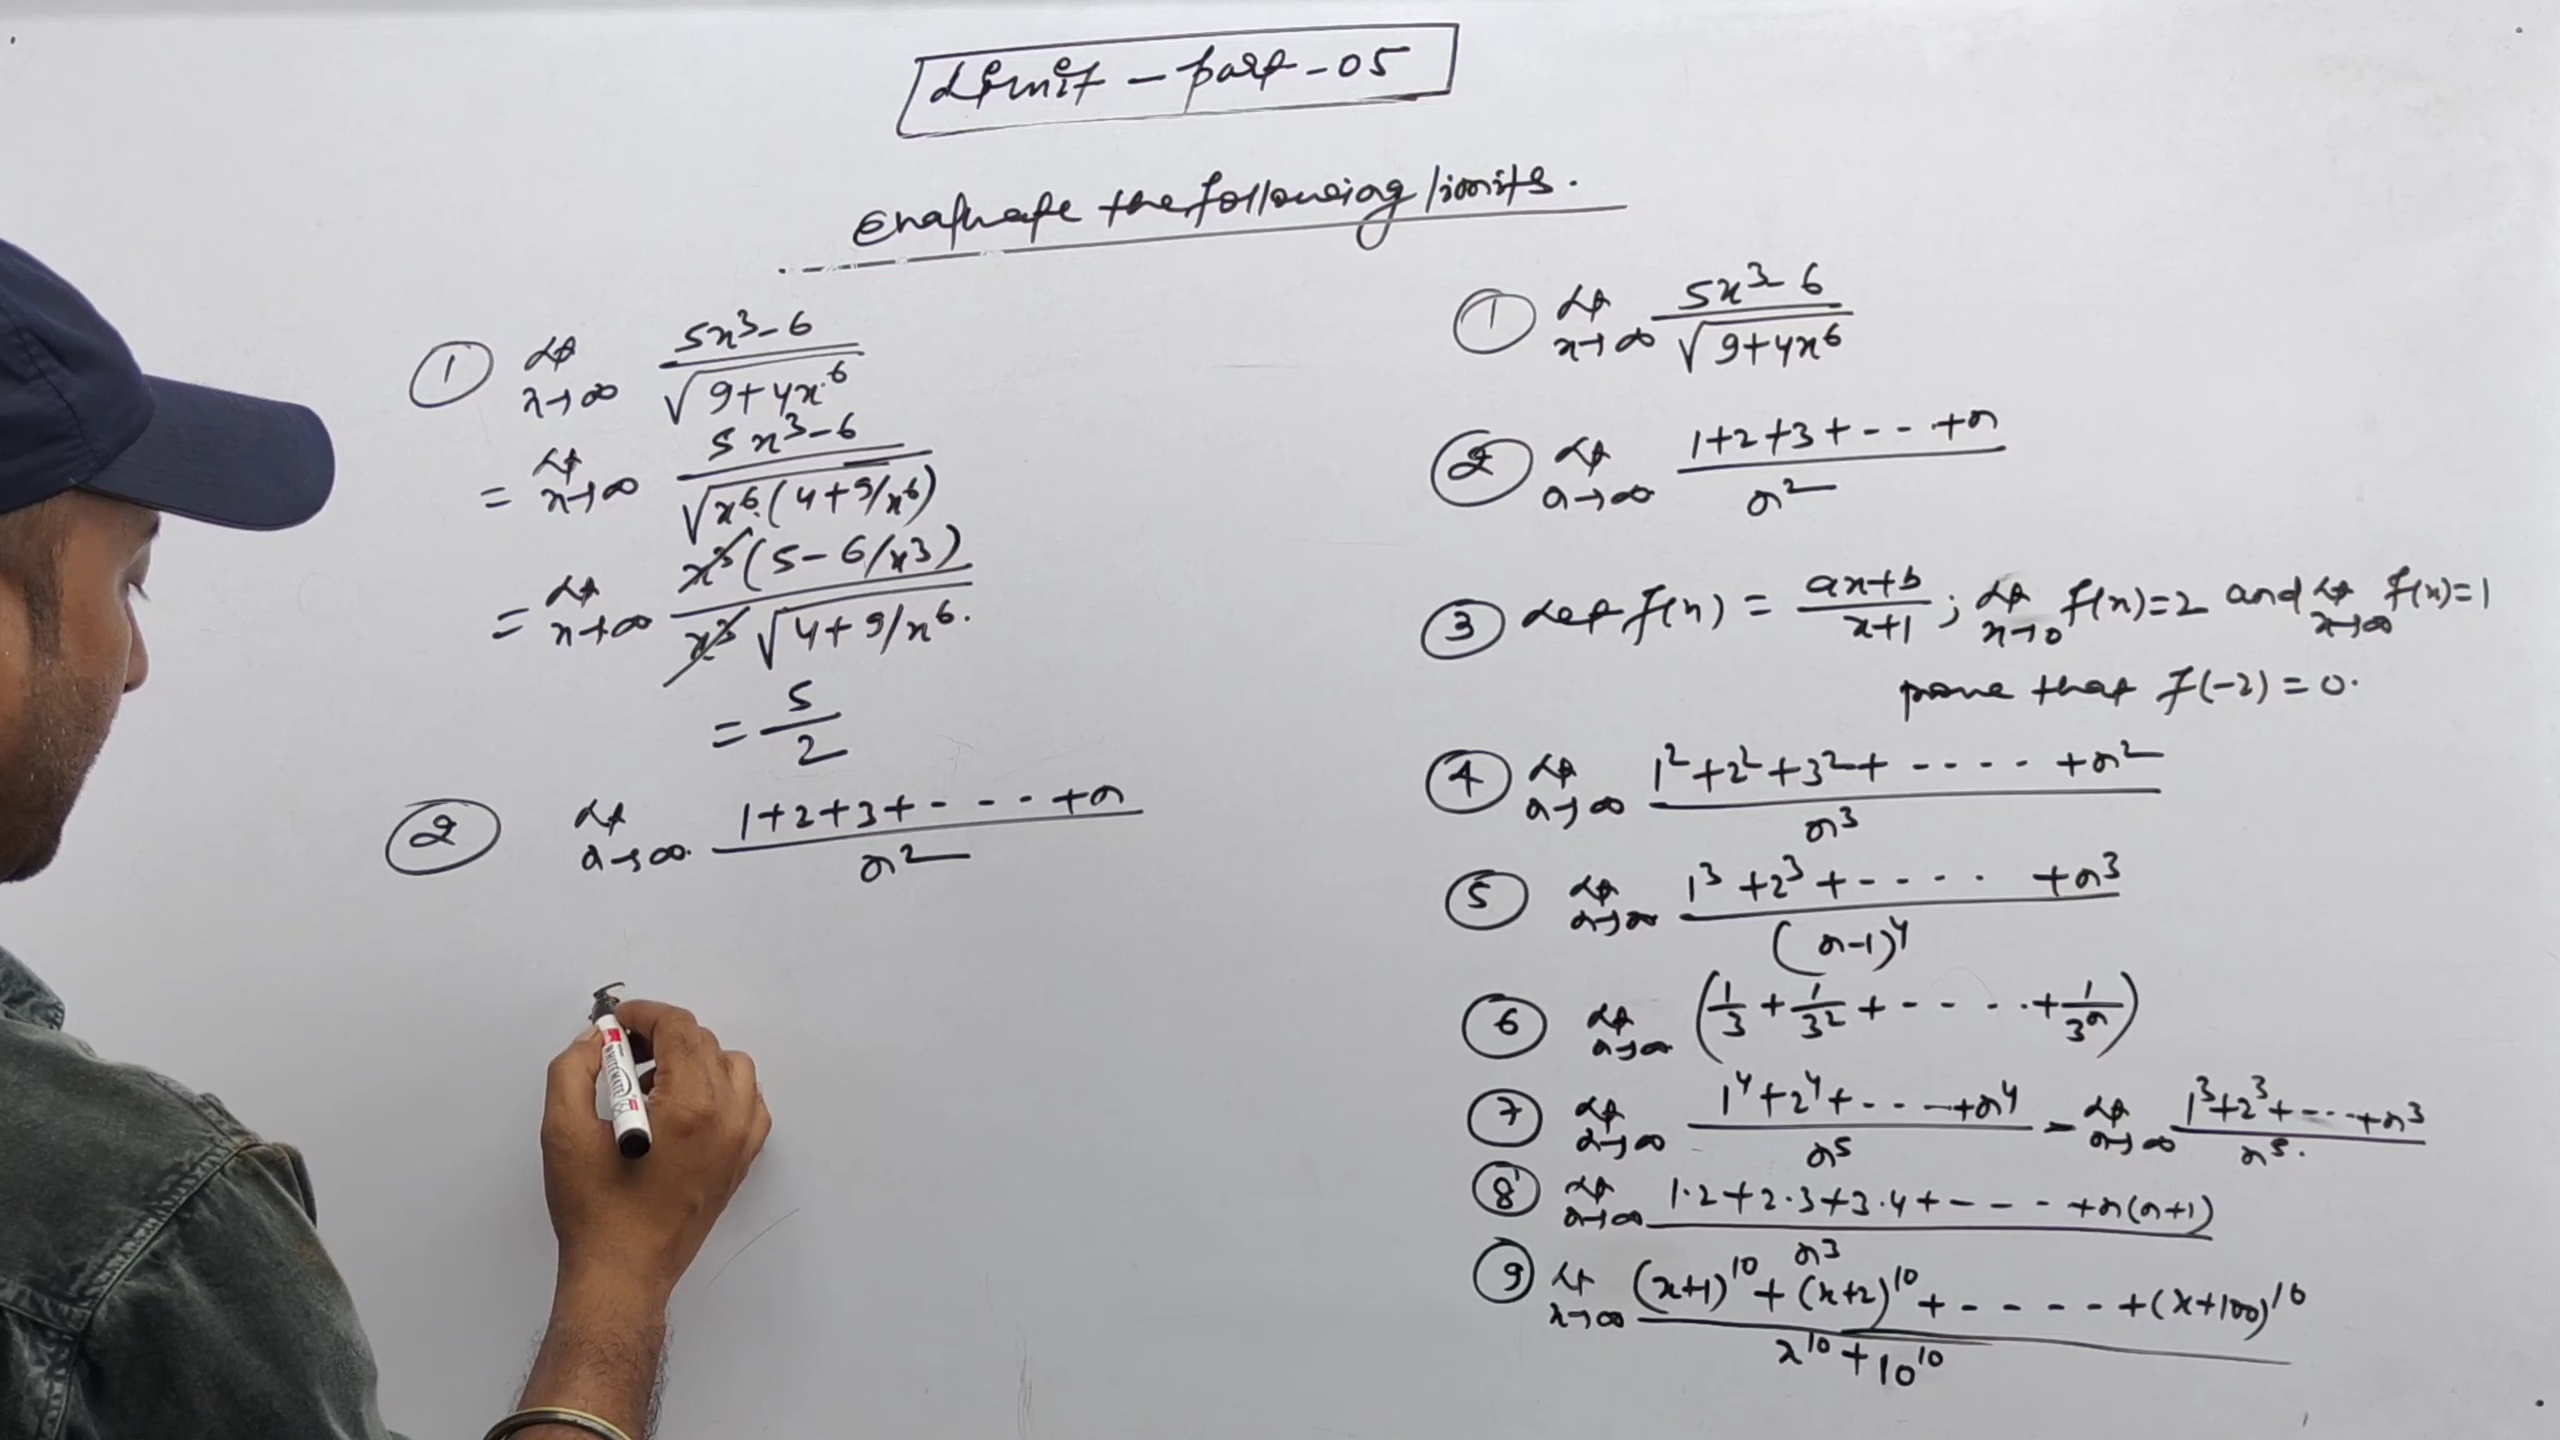 Limit - part - 05
Evaluate the following limits.
① Lt x→∞ (5x³-6)/√(9+4x⁶)
= Lt x→∞ (5x³-6)/√(x⁶(4+9/x⁶))
= Lt x→∞ x³(5-6/x³)/(x³√(4+9/x⁶))
= 5/2
② Lt n→∞ (1+2+3+---+n)/n²
① Lt x→∞ (5x³-6)/√(9+4x⁶)
② Lt n→∞ (1+2+3+---+n)/n²
③ Let f(x) = (ax+b)/(x+1); Lt x→0 f(x)=2 and Lt x→∞ f(x)=1
prove that f(-2)=0.
④ Lt n→∞ (1²+2²+3²+-----+n²)/n³
⑤ Lt n→∞ (1³+2³+-----+n³)/(n-1)⁴
⑥ Lt n→∞ (1/3+1/3²+-----+1/3ⁿ)
⑦ Lt n→∞ (1⁴+2⁴+----+n⁴)/n⁵ - Lt n→∞ (1³+2³+----+n³)/n⁵.
⑧ Lt n→∞ (1·2+2·3+3·4+---+n(n+1))/n³
⑨ Lt x→∞ ((x+1)¹⁰+(x+2)¹⁰+-----+(x+100)¹⁰)/(x¹⁰+10¹⁰)
WHITEMATE